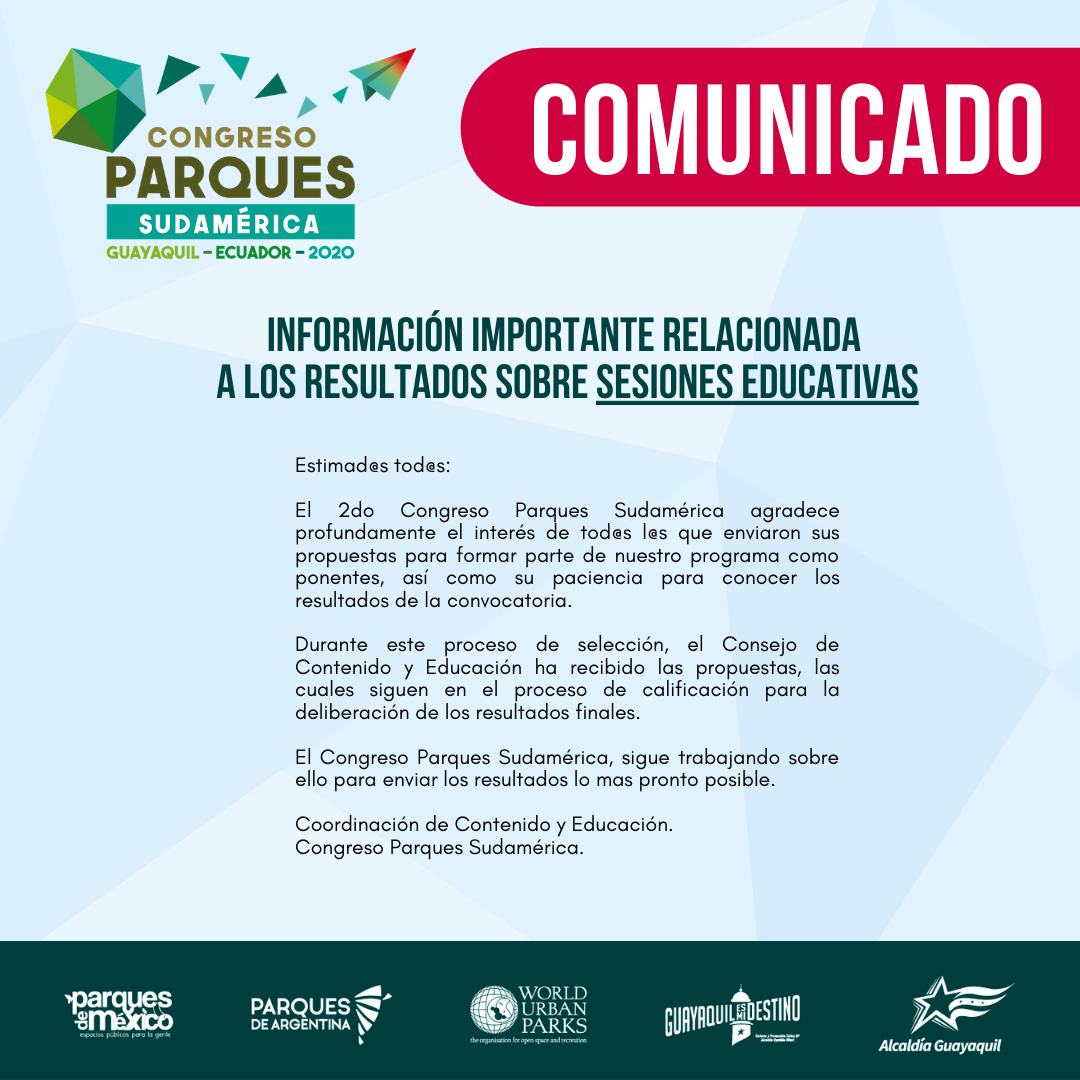 CONGRESO
PARQUES
SUDAMÉRICA
GUAYAQUIL – ECUADOR – 2020
COMUNICADO
INFORMACIÓN IMPORTANTE RELACIONADA
A LOS RESULTADOS SOBRE SESIONES EDUCATIVAS
Estimad@s tod@s:
El 2do Congreso Parques Sudamérica agradece
profundamente el interés de tod@s l@s que enviaron sus
propuestas para formar parte de nuestro programa como
ponentes, así como su paciencia para conocer los
resultados de la convocatoria.
Durante este proceso de selección, el Consejo de
Contenido y Educación ha recibido las propuestas, las
cuales siguen en el proceso de calificación para la
deliberación de los resultados finales.
El Congreso Parques Sudamérica, sigue trabajando sobre
ello para enviar los resultados lo mas pronto posible.
Coordinación de Contenido y Educación.
Congreso Parques Sudamérica.
parques
de méxico
espacios públicos para la gente
PARQUES
DE ARGENTINA
WORLD
URBAN
PARKS
the organisation for open space and recreation
GUAYAQUIL ES MI DESTINO
Alcaldía Guayaquil